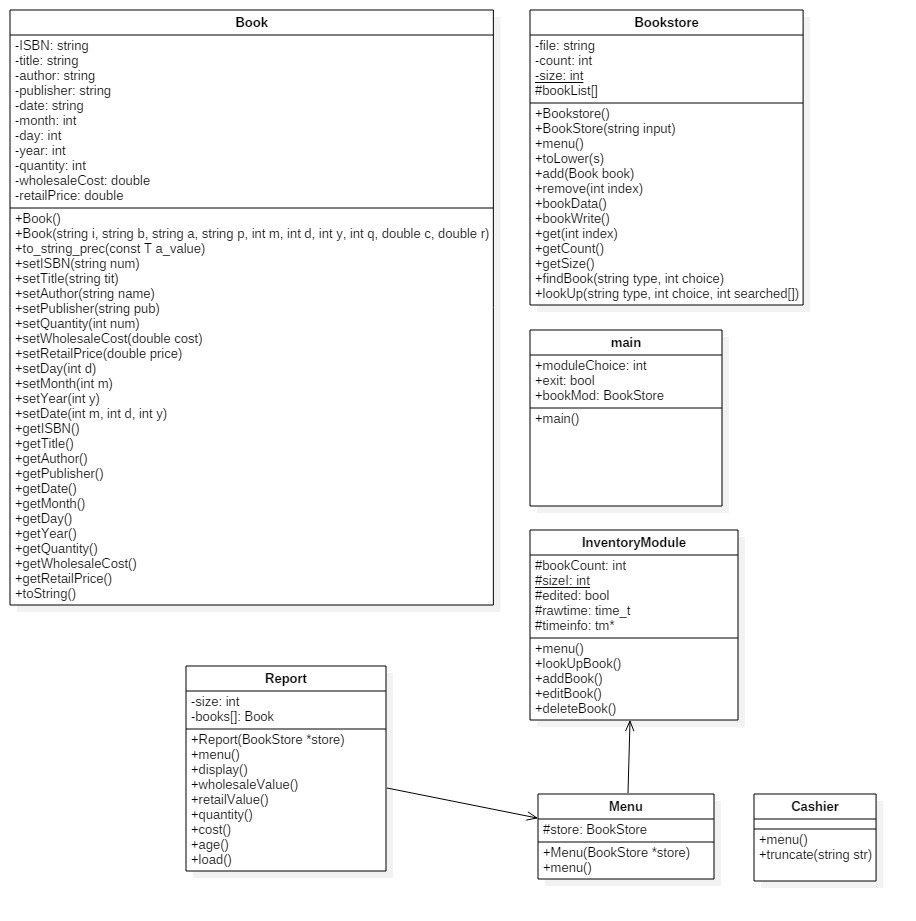 Book
-ISBN: string
-title: string
-author: string
-publisher: string
-date: string
-month: int
-day: int
-year: int
-quantity: int
-wholesaleCost: double
-retailPrice: double
+Book()
+Book(string i, string b, string a, string p, int m, int d, int y, int q, double c, double r)
+to_string_prec(const T a_value)
+setISBN(string num)
+setTitle(string tit)
+setAuthor(string name)
+setPublisher(string pub)
+setQuantity(int num)
+setWholesaleCost(double cost)
+setRetailPrice(double price)
+setDay(int d)
+setMonth(int m)
+setYear(int y)
+setDate(int m, int d, int y)
+getISBN()
+getTitle()
+getAuthor()
+getPublisher()
+getDate()
+getMonth()
+getDay()
+getYear()
+getQuantity()
+getWholesaleCost()
+getRetailPrice()
+toString()
Bookstore
-file: string
-count: int
-size: int
#bookList[]
+Bookstore()
+BookStore(string input)
+menu()
+toLower(s)
+add(Book book)
+remove(int index)
+bookData()
+bookWrite()
+get(int index)
+getCount()
+getSize()
+findBook(string type, int choice)
+lookUp(string type, int choice, int searched[])
main
+moduleChoice: int
+exit: bool
+bookMod: BookStore
+main()
InventoryModule
#bookCount: int
#sizeI: int
#edited: bool
#rawtime: time_t
#timeinfo: tm*
+menu()
+lookUpBook()
+addBook()
+editBook()
+deleteBook()
Report
-size: int
-books[]: Book
+Report(BookStore *store)
+menu()
+display()
+wholesaleValue()
+retailValue()
+quantity()
+cost()
+age()
+load()
Menu
#store: BookStore
+Menu(BookStore *store)
+menu()
Cashier
+menu()
+truncate(string str)